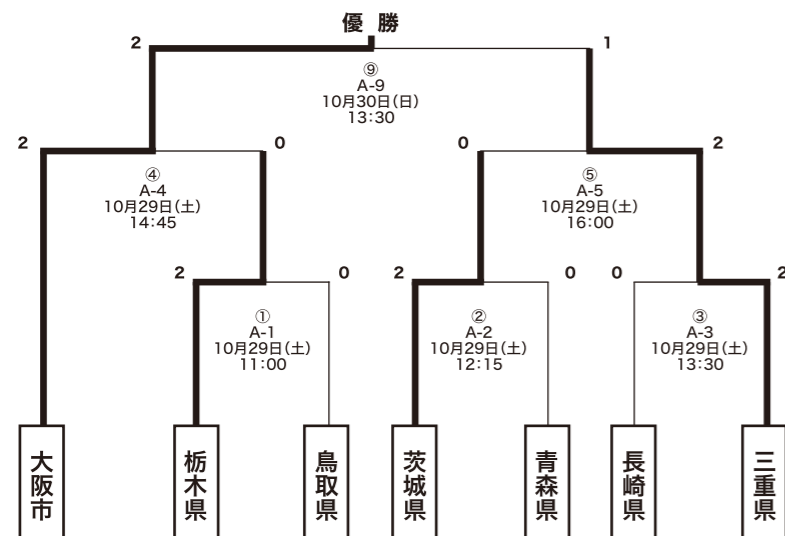 優 勝
2
1
⑨
A-9
10月30日(日)
13:30
2
0
0
2
④
A-4
10月29日(土)
14:45
⑤
A-5
10月29日(土)
16:00
2
0
2
0
0
2
①
A-1
10月29日(土)
11:00
②
A-2
10月29日(土)
12:15
③
A-3
10月29日(土)
13:30
大阪市
栃木県
鳥取県
茨城県
青森県
長崎県
三重県